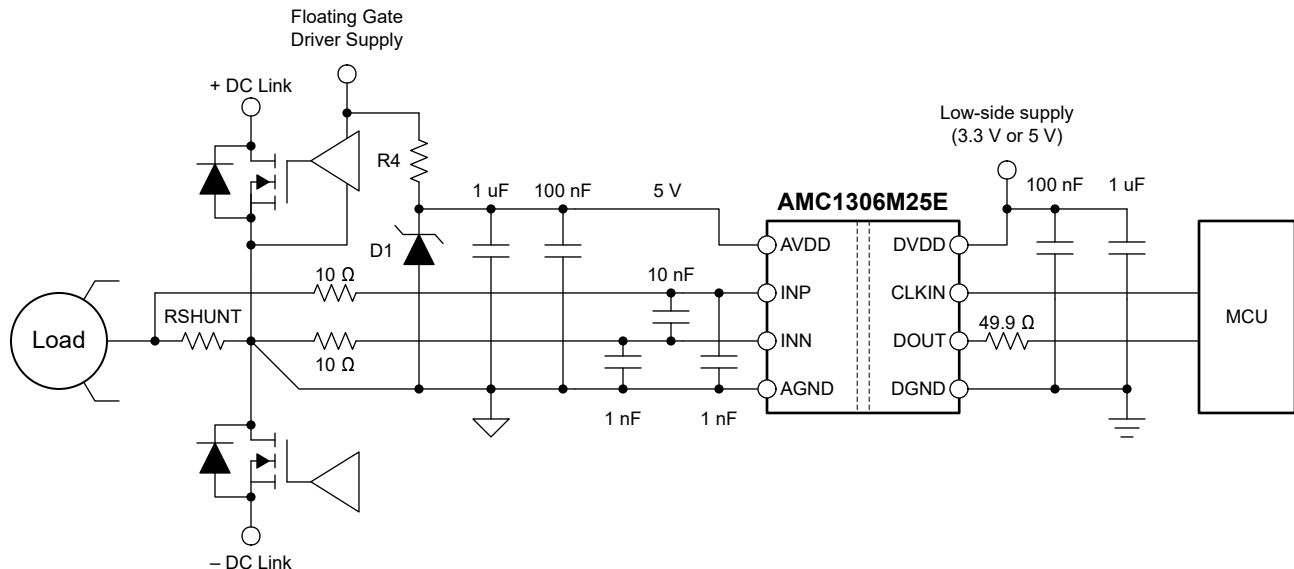 Floating Gate
Driver Supply
+ DC Link
Low-side supply
(3.3 V or 5 V)
R4
1 uF
100 nF
5 V
AMC1306M25E
100 nF
1 uF
D1
AVDD
DVDD
10 Ω
10 nF
INP
CLKIN
RSHUNT
Load
INN
DOUT
49.9 Ω
MCU
10 Ω
AGND
DGND
1 nF
1 nF
– DC Link